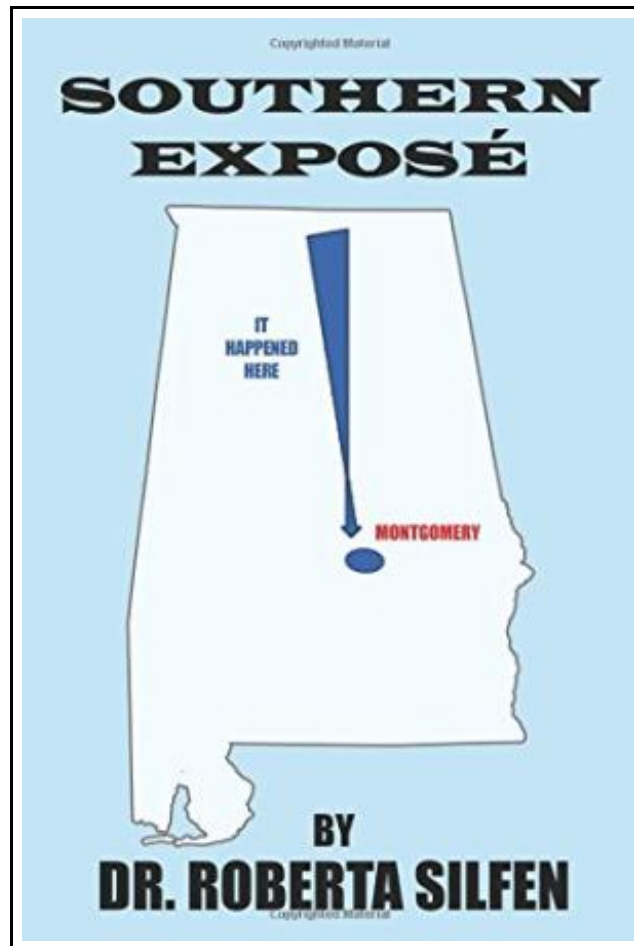 Copyrighted Material
SOUTHERN
EXPOSÉ
IT
HAPPENED
HERE
MONTGOMERY
BY
DR. ROBERTA SILFEN
Copyrighted Material